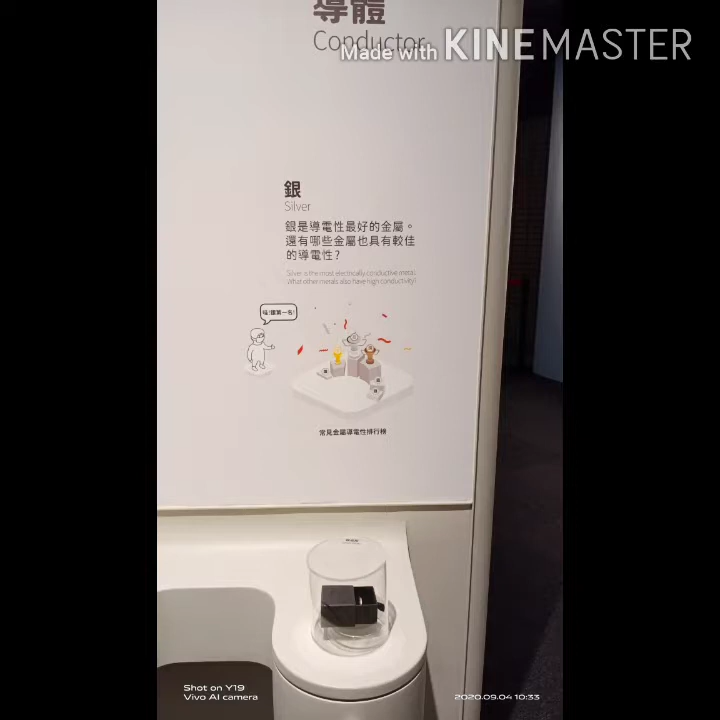 導體
Conductor
Made with KINEMASTER
銀
Silver
銀是導電性最好的金屬。
還有哪些金屬也具有較佳
的導電性?
Silver is the most electrically conductive metal.
What other metals also have high conductivity?
常見金屬導電性排行榜
Shot on Y19
Vivo AI camera
2020.09.04 10:33